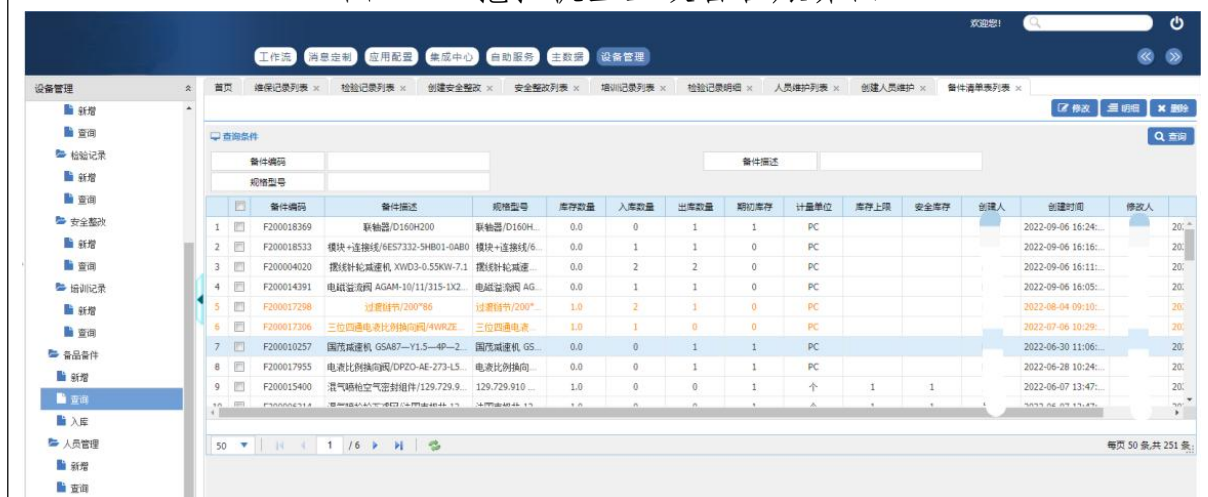 欢迎您!
工作流 消息定制 应用配置 集成中心 自助服务 主数据 设备管理
设备管理 首页 维保记录列表 × 检验记录列表 × 创建安全整改 × 安全整改列表 × 培训记录列表 × 检验记录明细 × 人员维护列表 × 创建人员维护 × 备件清单表列表 ×
修改 明细 删除
查询条件 查询
备件编码 备件描述
规格型号
新增
查询
检验记录
新增
查询
安全整改
新增
查询
培训记录
新增
查询
备品备件
新增
查询
入库
人员管理
新增
查询
备件编码 备件描述 规格型号 库存数量 入库数量 出库数量 期初库存 计量单位 库存上限 安全库存 创建人 创建时间 修改人
1 F200018369 联轴器/D160H200 联轴器/D160H... 0.0 0 1 1 PC 2022-09-06 16:24:... 202
2 F200018533 模块+连接线/6ES7332-5HB01-0AB0 模块+连接线/6... 0.0 1 1 0 PC 2022-09-06 16:16:... 202
3 F200004020 摆线针轮减速机 XWD3-0.55KW-7.1 摆线针轮减速... 0.0 2 2 0 PC 2022-09-06 16:11:... 202
4 F200014391 电磁溢流阀 AGAM-10/11/315-1X2... 电磁溢流阀 AG... 0.0 1 1 0 PC 2022-09-06 16:05:... 202
5 F200017298 过渡链节/200*86 过渡链节/200*... 1.0 2 1 0 PC 2022-08-04 09:10:... 202
6 F200017306 三位四通电液比例换向阀/4WRZE... 三位四通电液... 1.0 1 0 0 PC 2022-07-06 10:29:... 202
7 F200010257 国茂减速机 GSA87—Y1.5—4P—2... 国茂减速机 GS... 0.0 0 1 1 PC 2022-06-30 11:06:... 202
8 F200017955 电液比例换向阀/DPZO-AE-273-L5... 电液比例换向... 0.0 0 1 1 PC 2022-06-28 10:24:... 202
9 F200015400 混气喷枪空气密封组件/129.729.9... 129.729.910 ... 1.0 0 0 1 个 1 1 2022-06-07 13:47:... 202
50 1 /6 每页 50 条,共 251 条